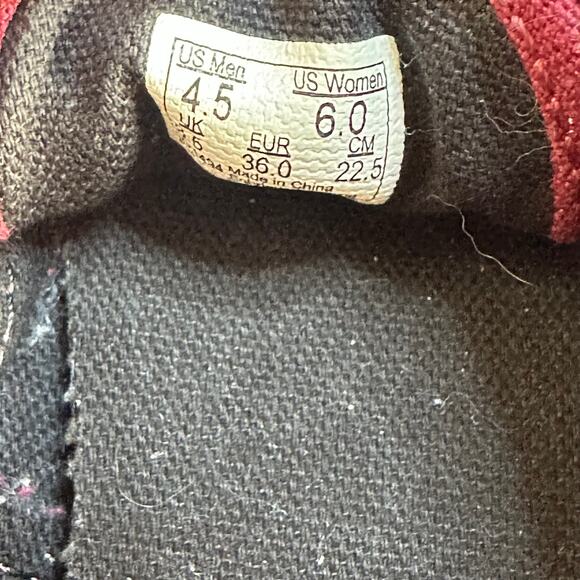 US Men US Women
4.5 6.0
UK EUR CM
36.0 22.5
Made in China